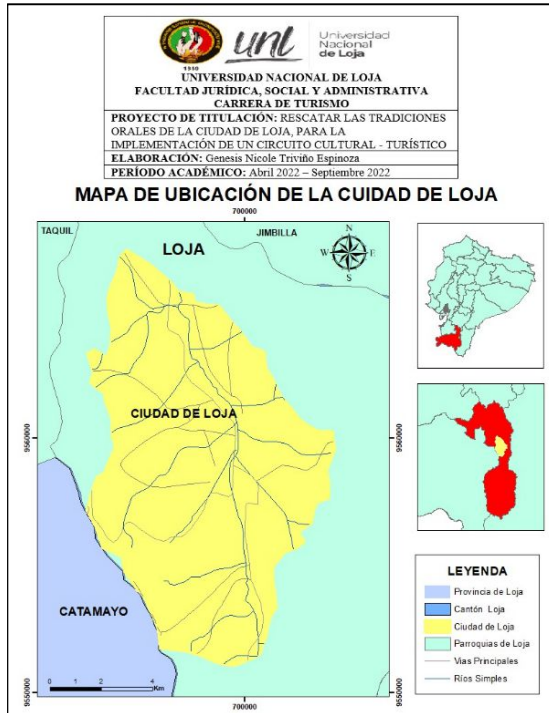 1910
unl
Universidad
Nacional
de Loja
UNIVERSIDAD NACIONAL DE LOJA
FACULTAD JURÍDICA, SOCIAL Y ADMINISTRATIVA
CARRERA DE TURISMO
PROYECTO DE TITULACIÓN: RESCATAR LAS TRADICIONES
ORALES DE LA CIUDAD DE LOJA, PARA LA
IMPLEMENTACIÓN DE UN CIRCUITO CULTURAL - TURÍSTICO
ELABORACIÓN: Genesis Nicole Triviño Espinoza
PERÍODO ACADÉMICO: Abril 2022 – Septiembre 2022
MAPA DE UBICACIÓN DE LA CUIDAD DE LOJA
700000
TAQUIL
LOJA
JIMBILLA
N
W
E
S
CIUDAD DE LOJA
9560000
9560000
CATAMAYO
0 1 2 4
Km
9550000
9550000
700000
LEYENDA
Provincia de Loja
Cantón Loja
Ciudad de Loja
Parroquias de Loja
Vias Principales
Ríos Simples